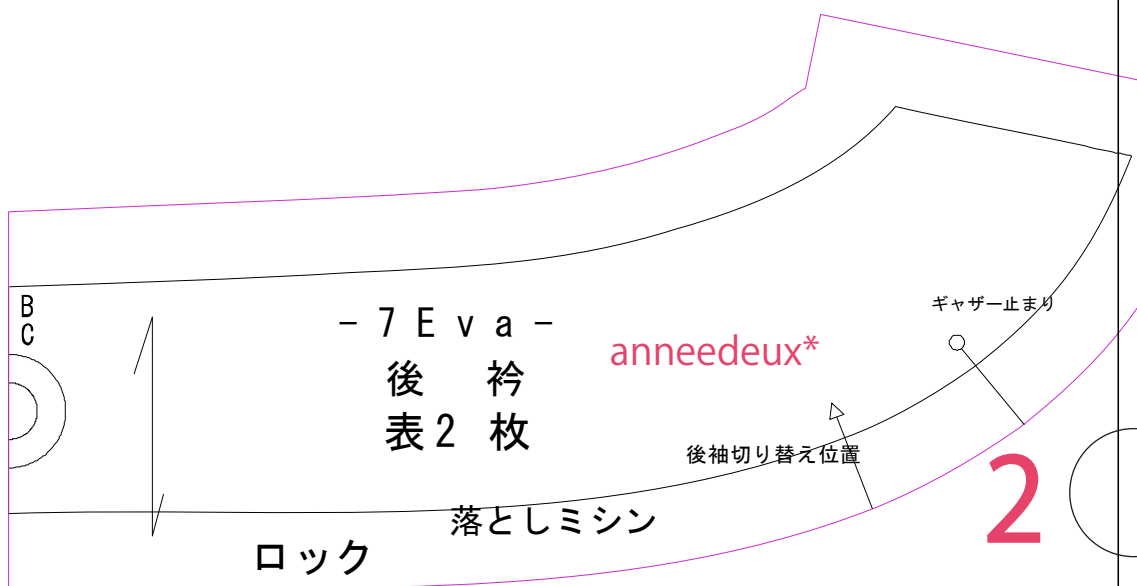 ギャザー止まり
B
C
-7Eva-
後 衿
表2 枚
anneedeux*
後袖切り替え位置
2
落としミシン
ロック